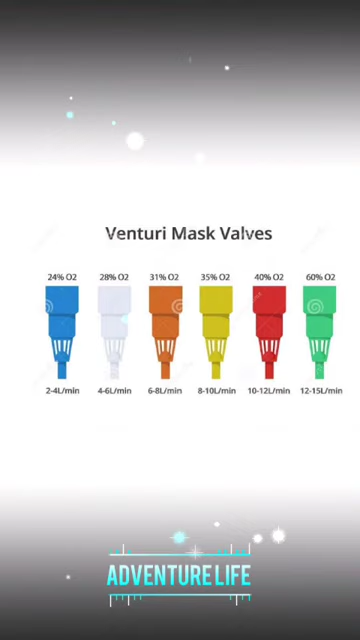 Venturi Mask Valves
24% O2 28% O2 31% O2 35% O2 40% O2 60% O2
2-4L/min 4-6L/min 6-8L/min 8-10L/min 10-12L/min 12-15L/min
ADVENTURE LIFE